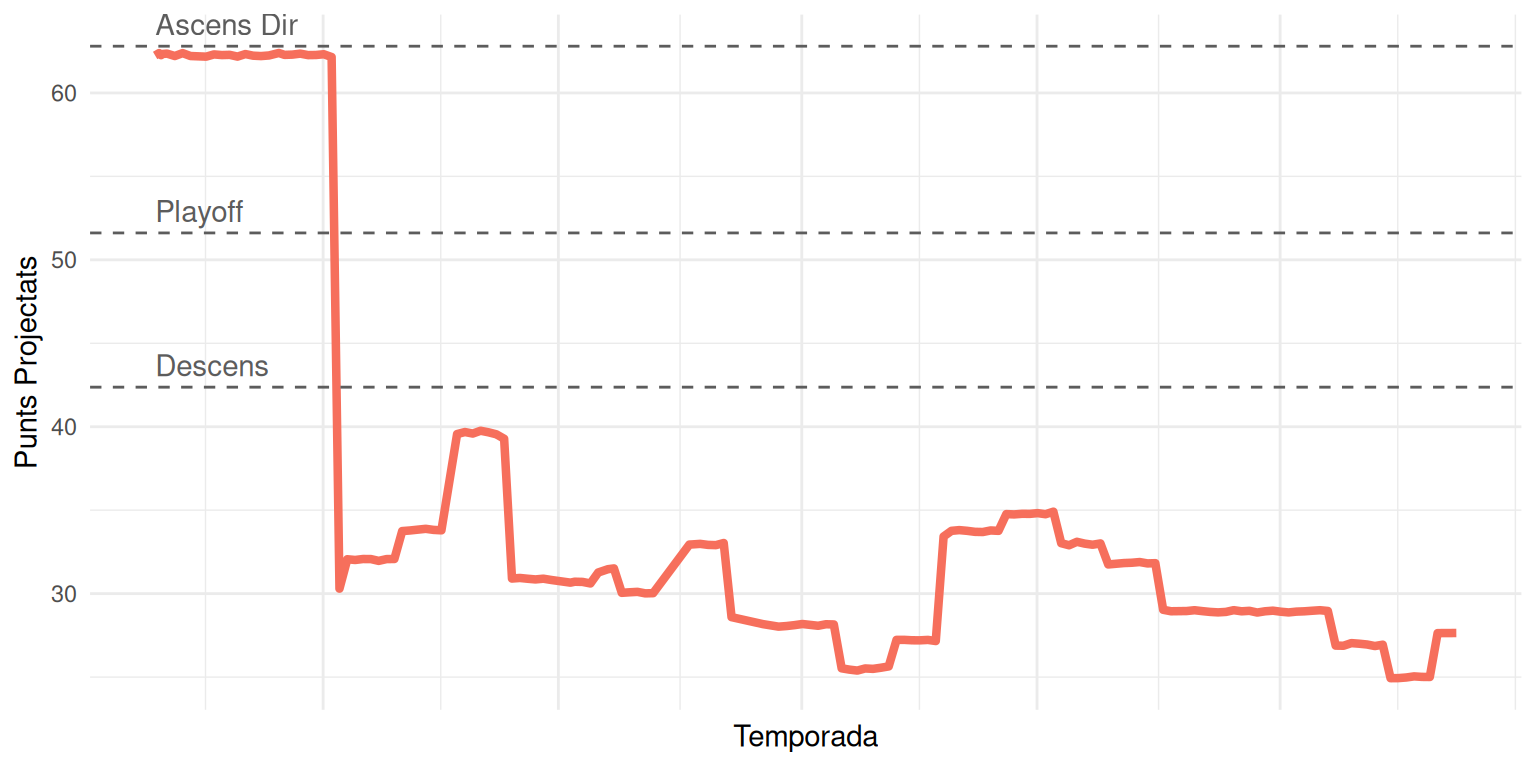 Ascens Dir
60
Playoff
50
Descens
40
30
Punts Projectats
Temporada